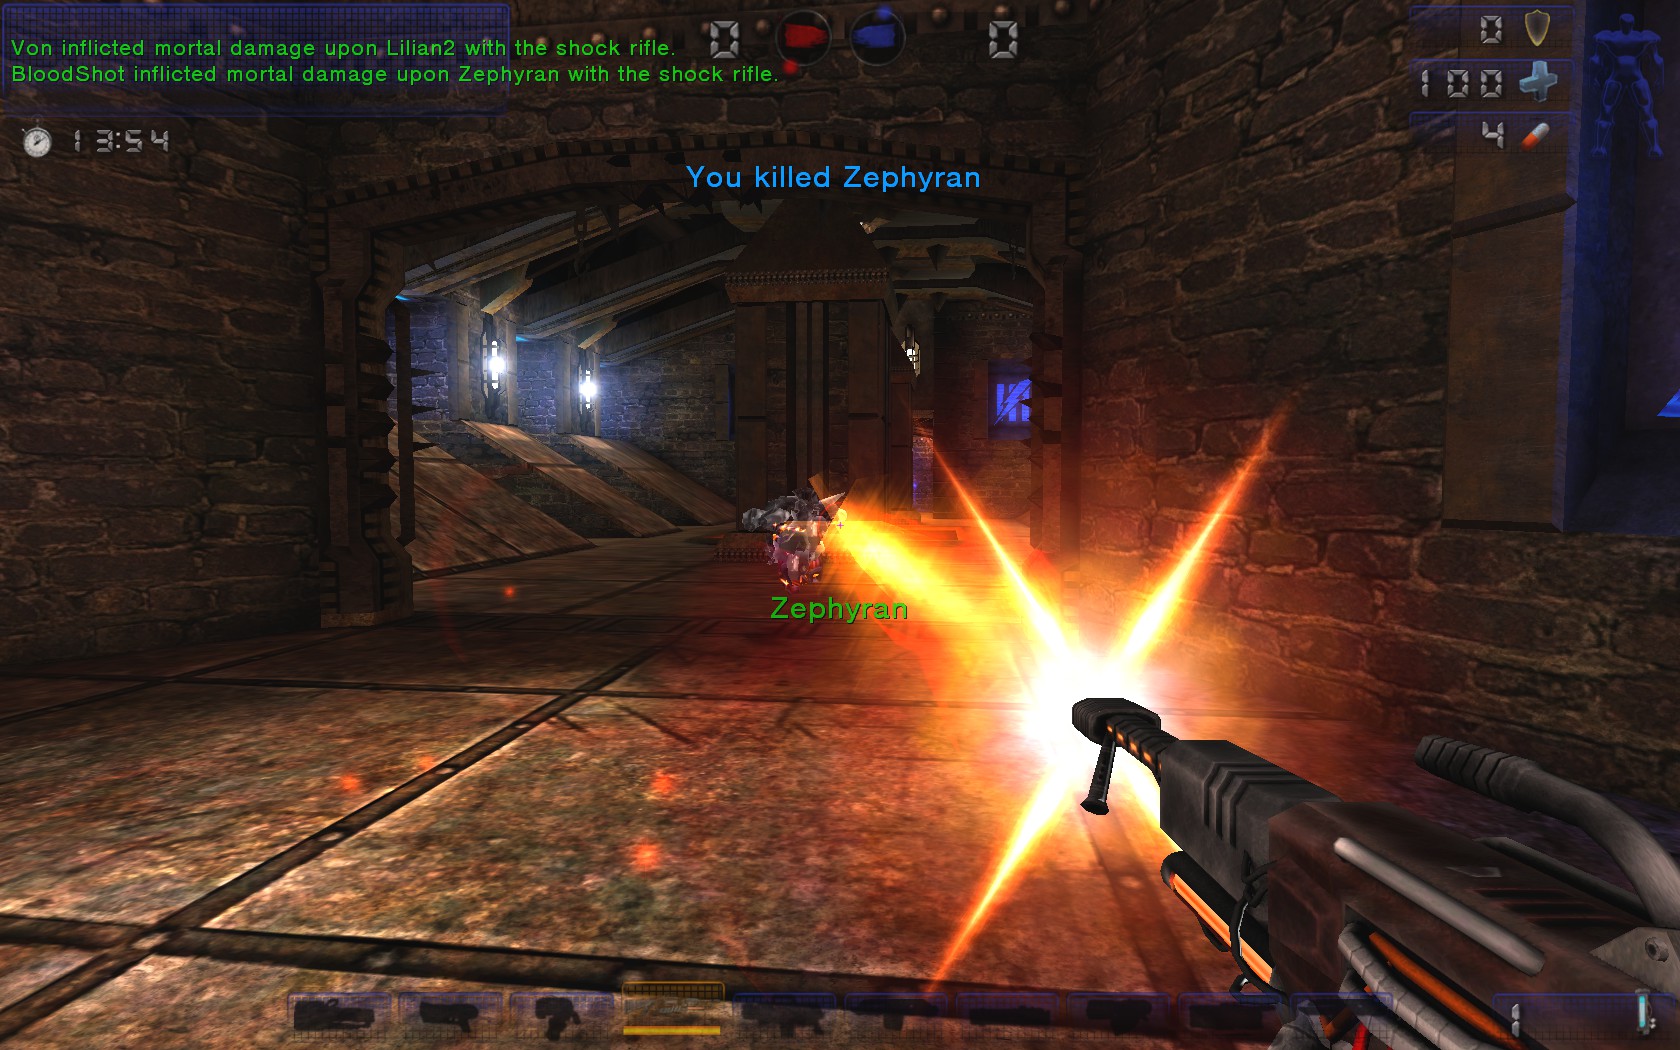 Von inflicted mortal damage upon Lilian2 with the shock rifle.
BloodShot inflicted mortal damage upon Zephyran with the shock rifle.
0 0
0
100
4
13:54
You killed Zephyran
Zephyran
1